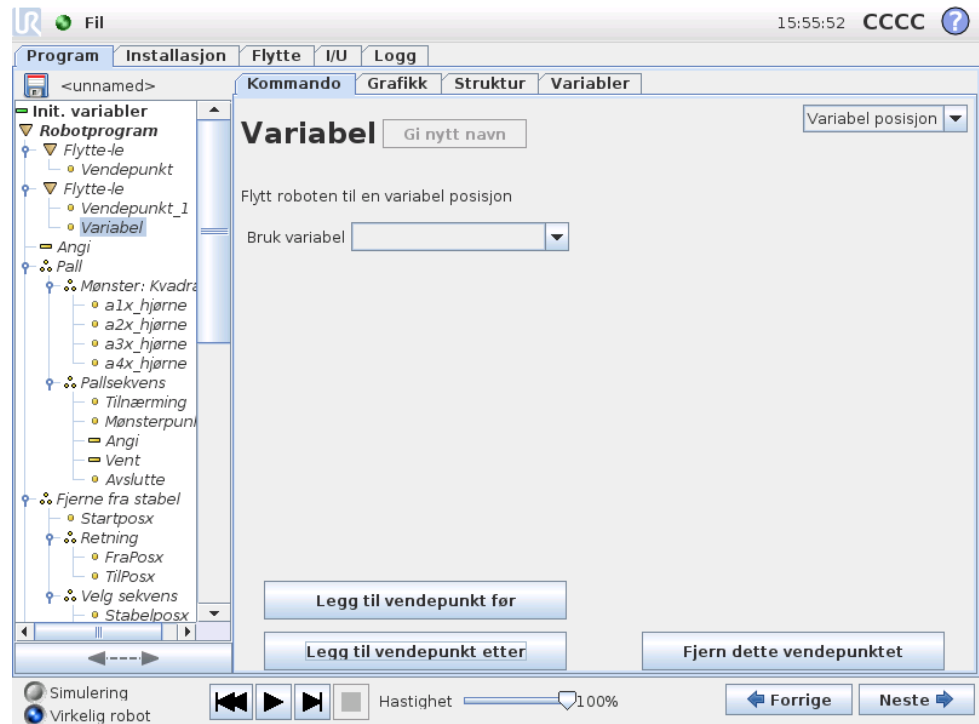 UR Fil 15:55:52 CCCC ?
Program Installasjon Flytte I/U Logg
<unnamed>
Init. variabler
Robotprogram
Flytte-le
Vendepunkt
Flytte-le
Vendepunkt_1
Variabel
Angi
Pall
Mønster: Kvadra
a1x_hjørne
a2x_hjørne
a3x_hjørne
a4x_hjørne
Pallsekvens
Tilnærming
Mønsterpun
Angi
Vent
Avslutte
Fjerne fra stabel
Startposx
Retning
FraPosx
TilPosx
Velg sekvens
Stabelposx
Kommando Grafikk Struktur Variabler
Variabel Gi nytt navn
Variabel posisjon
Flytt roboten til en variabel posisjon
Bruk variabel
Legg til vendepunkt før
Legg til vendepunkt etter Fjern dette vendepunktet
Simulering
Virkelig robot
Hastighet 100%
Forrige Neste